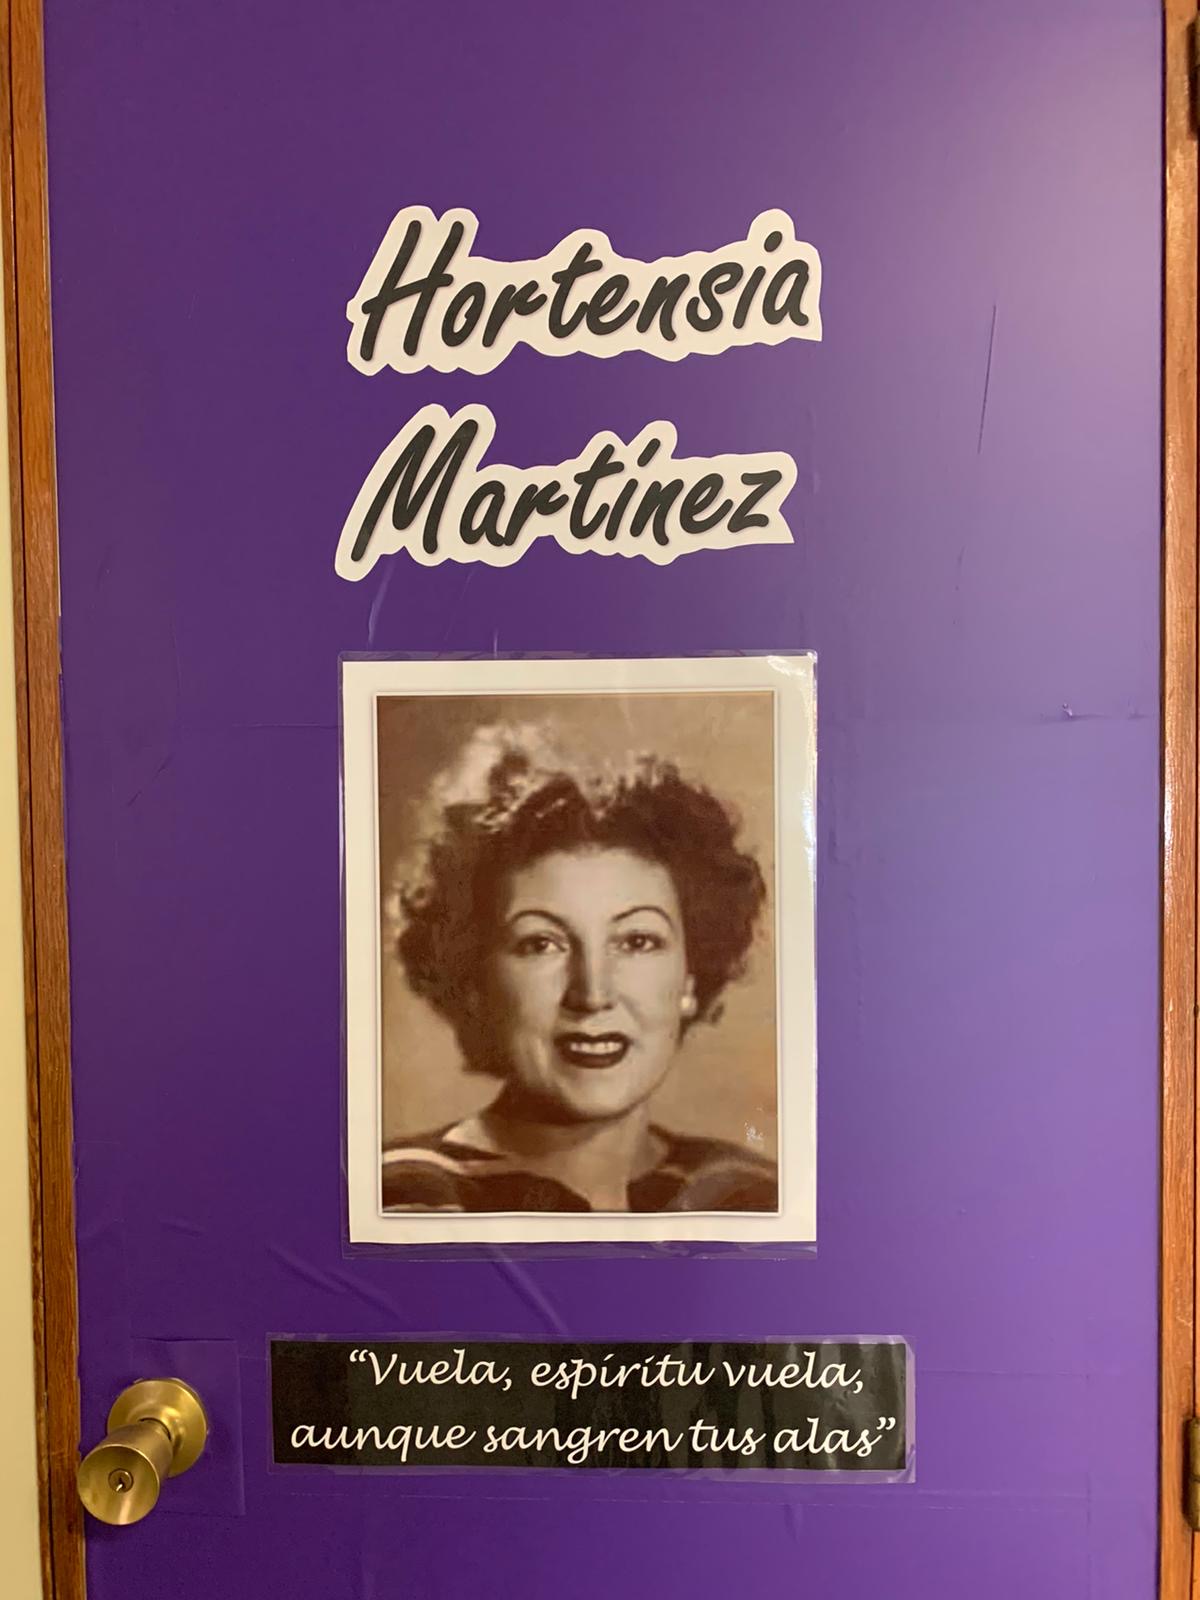 Hortensia
Martínez
“Vuela, espíritu vuela,
aunque sangren tus alas”